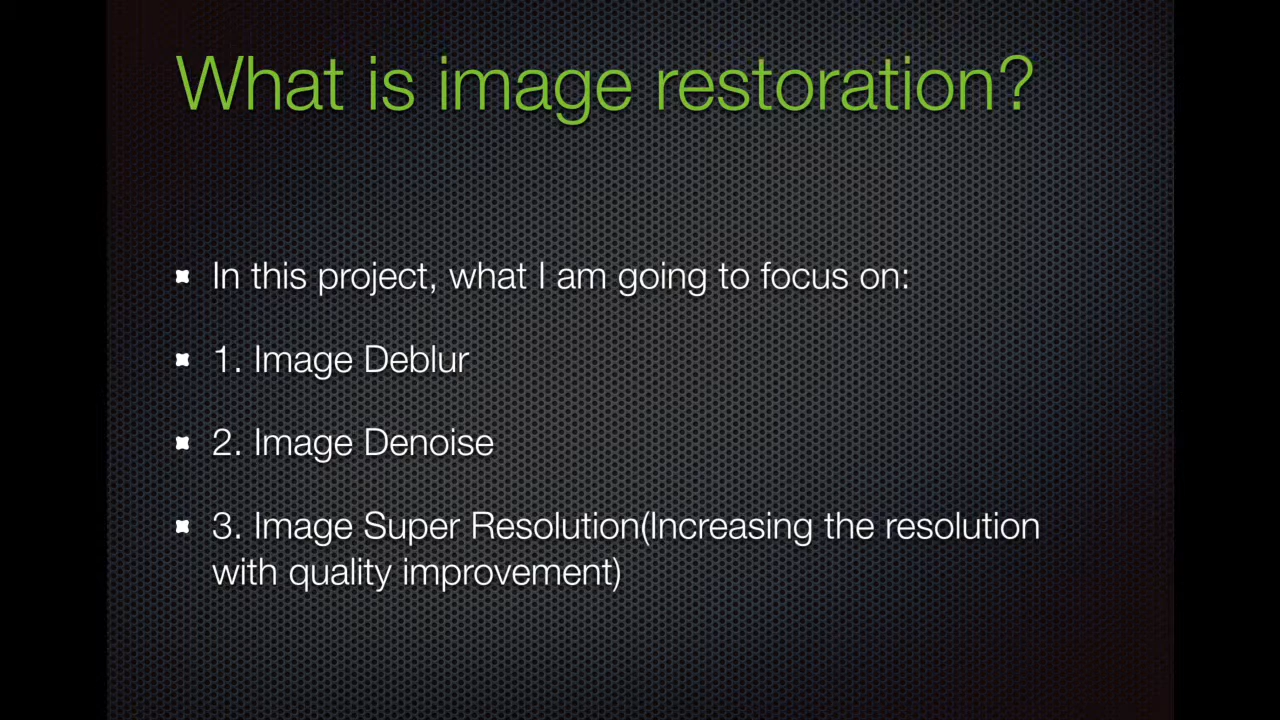 What is image restoration?
In this project, what I am going to focus on:
1. Image Deblur
2. Image Denoise
3. Image Super Resolution(Increasing the resolution
with quality improvement)